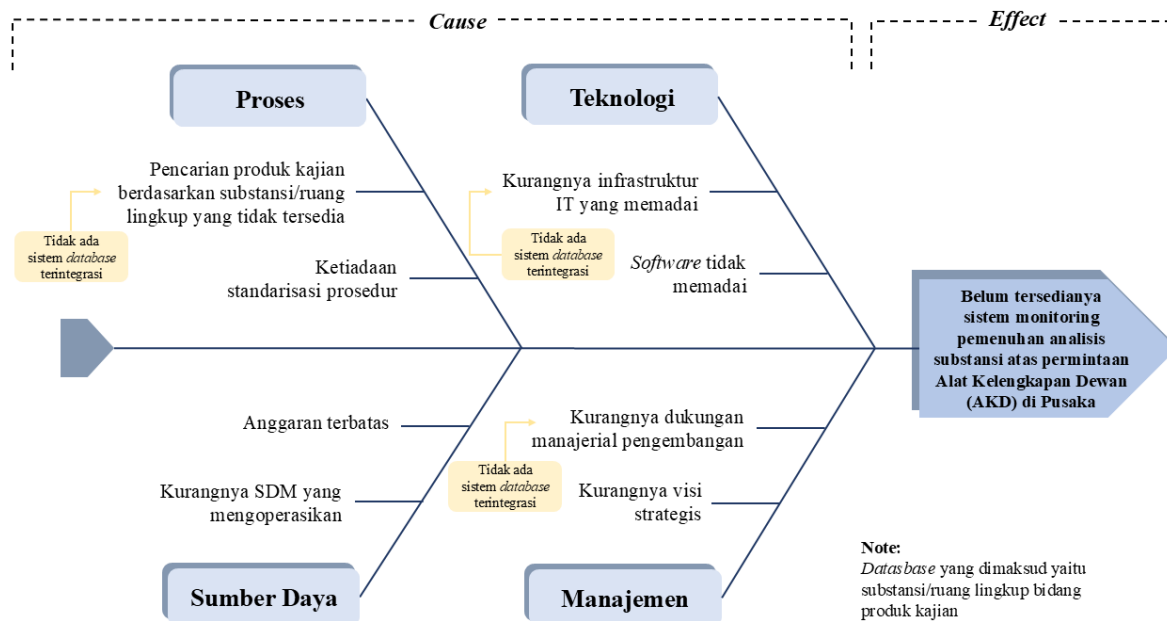 Cause
Effect
Proses
Teknologi
Pencarian produk kajian
berdasarkan substansi/ruang
lingkup yang tidak tersedia
Tidak ada
sistem database
terintegrasi
Ketiadaan
standarisasi prosedur
Kurangnya infrastruktur
IT yang memadai
Tidak ada
sistem database
terintegrasi
Software tidak
memadai
Belum tersedianya
sistem monitoring
pemenuhan analisis
substansi atas permintaan
Alat Kelengkapan Dewan
(AKD) di Pusaka
Anggaran terbatas
Kurangnya SDM yang
mengoperasikan
Sumber Daya
Kurangnya dukungan
manajerial pengembangan
Tidak ada
sistem database
terintegrasi
Kurangnya visi
strategis
Manajemen
Note:
Datasbase yang dimaksud yaitu
substansi/ruang lingkup bidang
produk kajian